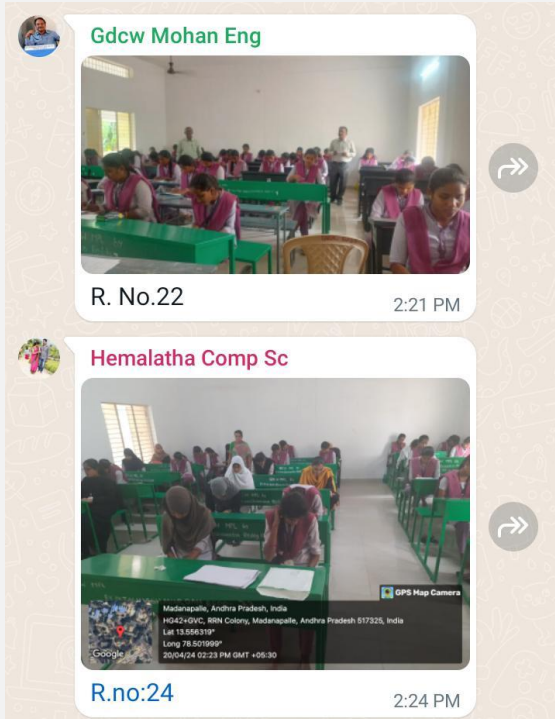 Gdcw Mohan Eng
R. No.22
2:21 PM
Hemalatha Comp Sc
GPS Map Camera
Madanapalle, Andhra Pradesh, India
HG42+GVC, RRN Colony, Madanapalle, Andhra Pradesh 517325, India
Lat 13.556319°
Long 78.501999°
20/04/24 02:23 PM GMT +05:30
Google
R.no:24
2:24 PM